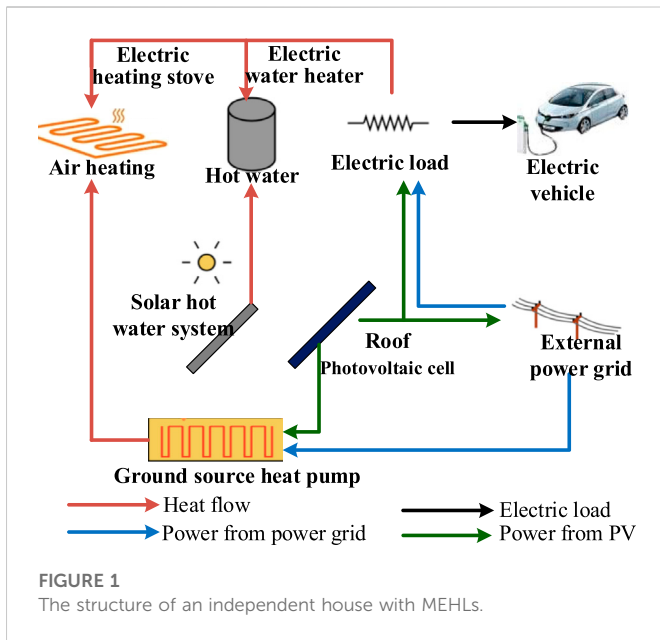 Electric
heating stove
Electric
water heater
Air heating
Hot water
Electric load
Electric
vehicle
Solar hot
water system
Roof
Photovoltaic cell
External
power grid
Ground source heat pump
Heat flow
Electric load
Power from power grid
Power from PV
FIGURE 1
The structure of an independent house with MEHLs.